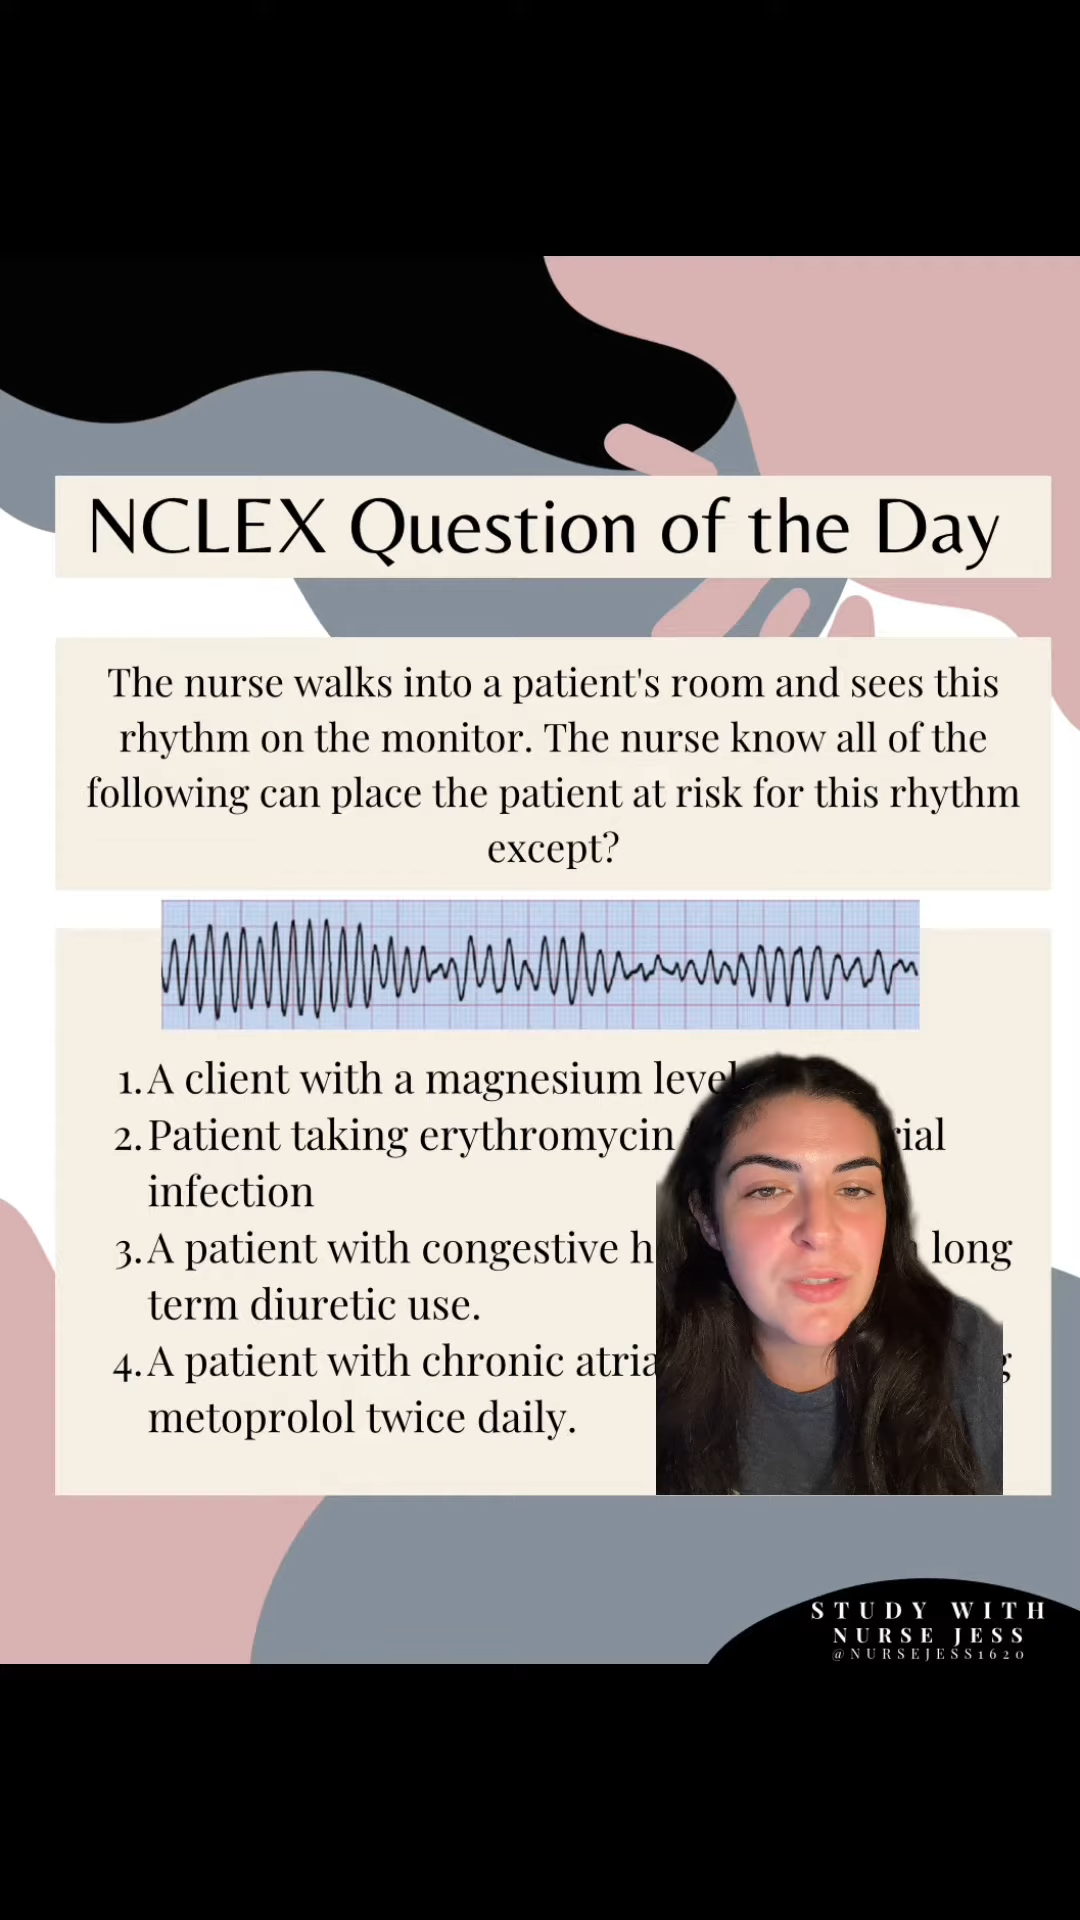 NCLEX Question of the Day
The nurse walks into a patient's room and sees this
rhythm on the monitor. The nurse know all of the
following can place the patient at risk for this rhythm
except?
1. A client with a magnesium level
2. Patient taking erythromycin
infection
3. A patient with congestive long
term diuretic use.
4. A patient with chronic
metoprolol twice daily.
STUDY WITH
NURSE JESS
@NURSEJESS1620